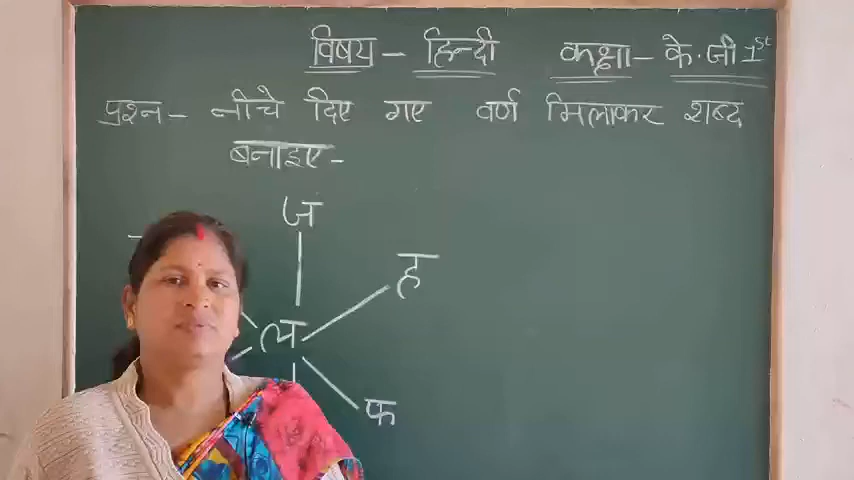 विषय - हिन्दी कक्षा - के.जी 1st
प्रश्न - नीचे दिए गए वर्ण मिलाकर शब्द
बनाइए -
ज
ह
ल
फ